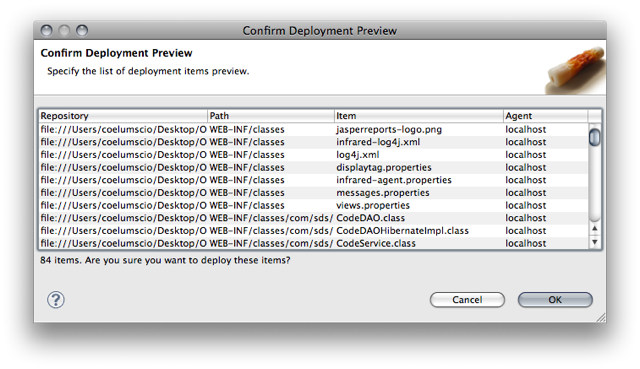 Confirm Deployment Preview
Confirm Deployment Preview
Specify the list of deployment items preview.
Repository Path Item Agent
file:///Users/coelumscio/Desktop/O WEB-INF/classes jasperreports-logo.png localhost
file:///Users/coelumscio/Desktop/O WEB-INF/classes infrared-log4j.xml localhost
file:///Users/coelumscio/Desktop/O WEB-INF/classes log4j.xml localhost
file:///Users/coelumscio/Desktop/O WEB-INF/classes displaytag.properties localhost
file:///Users/coelumscio/Desktop/O WEB-INF/classes infrared-agent.properties localhost
file:///Users/coelumscio/Desktop/O WEB-INF/classes messages.properties localhost
file:///Users/coelumscio/Desktop/O WEB-INF/classes views.properties localhost
file:///Users/coelumscio/Desktop/O WEB-INF/classes/com/sds/ CodeDAO.class localhost
file:///Users/coelumscio/Desktop/O WEB-INF/classes/com/sds/ CodeDAOHibernateImpl.class localhost
file:///Users/coelumscio/Desktop/O WEB-INF/classes/com/sds/ CodeService.class localhost
84 items. Are you sure you want to deploy these items?
? Cancel OK